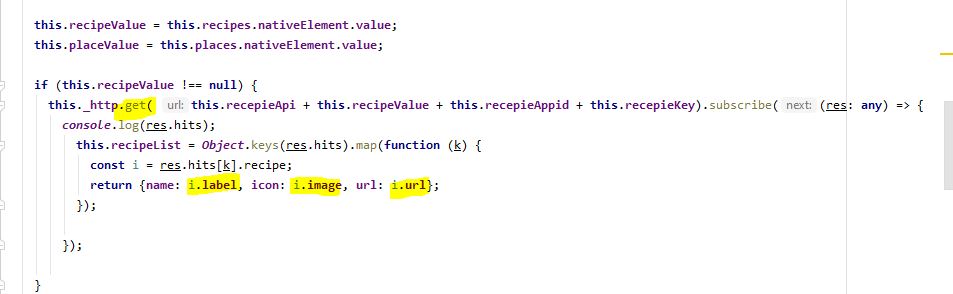 this.recipeValue = this.recipes.nativeElement.value;
this.placeValue = this.places.nativeElement.value;
if (this.recipeValue !== null) {
this._http.get( url: this.recepieApi + this.recipeValue + this.recepieAppid + this.recepieKey).subscribe( next: (res: any) => {
console.log(res.hits);
this.recipeList = Object.keys(res.hits).map(function (k) {
const i = res.hits[k].recipe;
return {name: i.label, icon: i.image, url: i.url};
});
});
}